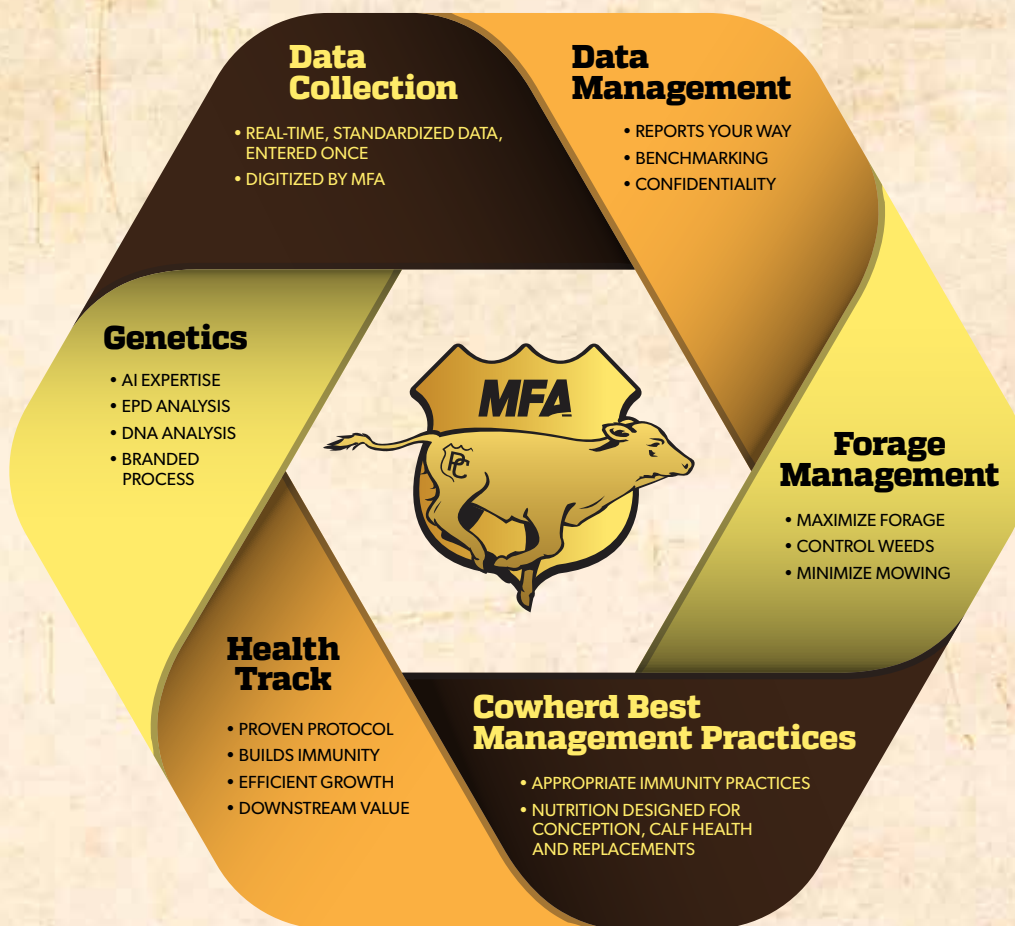 Data
Collection
• REAL-TIME, STANDARDIZED DATA,
ENTERED ONCE
• DIGITIZED BY MFA
Data
Management
• REPORTS YOUR WAY
• BENCHMARKING
• CONFIDENTIALITY
Genetics
• AI EXPERTISE
• EPD ANALYSIS
• DNA ANALYSIS
• BRANDED
PROCESS
MFA
PC
Forage
Management
• MAXIMIZE FORAGE
• CONTROL WEEDS
• MINIMIZE MOWING
Health
Track
• PROVEN PROTOCOL
• BUILDS IMMUNITY
• EFFICIENT GROWTH
• DOWNSTREAM VALUE
Cowherd Best
Management Practices
• APPROPRIATE IMMUNITY PRACTICES
• NUTRITION DESIGNED FOR
CONCEPTION, CALF HEALTH
AND REPLACEMENTS